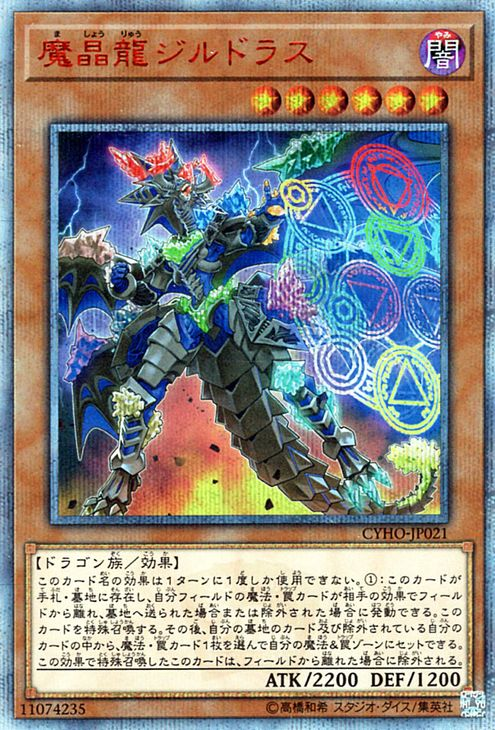 魔晶龍ジルドラス
闇
CYHO-JP021
【ドラゴン族／効果】
このカード名の効果は１ターンに１度しか使用できない。①：このカードが
手札・墓地に存在し、自分フィールドの魔法・罠カードが相手の効果でフィー
ルドから離れ、墓地へ送られた場合または除外された場合に発動できる。この
カードを特殊召喚する。その後、自分の墓地のカード及び除外されている自分
のカードの中から、魔法・罠カード1枚を選んで自分の魔法&罠ゾーンにセットできる。
この効果で特殊召喚したこのカードは、フィールドから離れた場合に除外される。
ATK/2200 DEF/1200
11074235
©高橋和希 スタジオ・ダイス/集英社